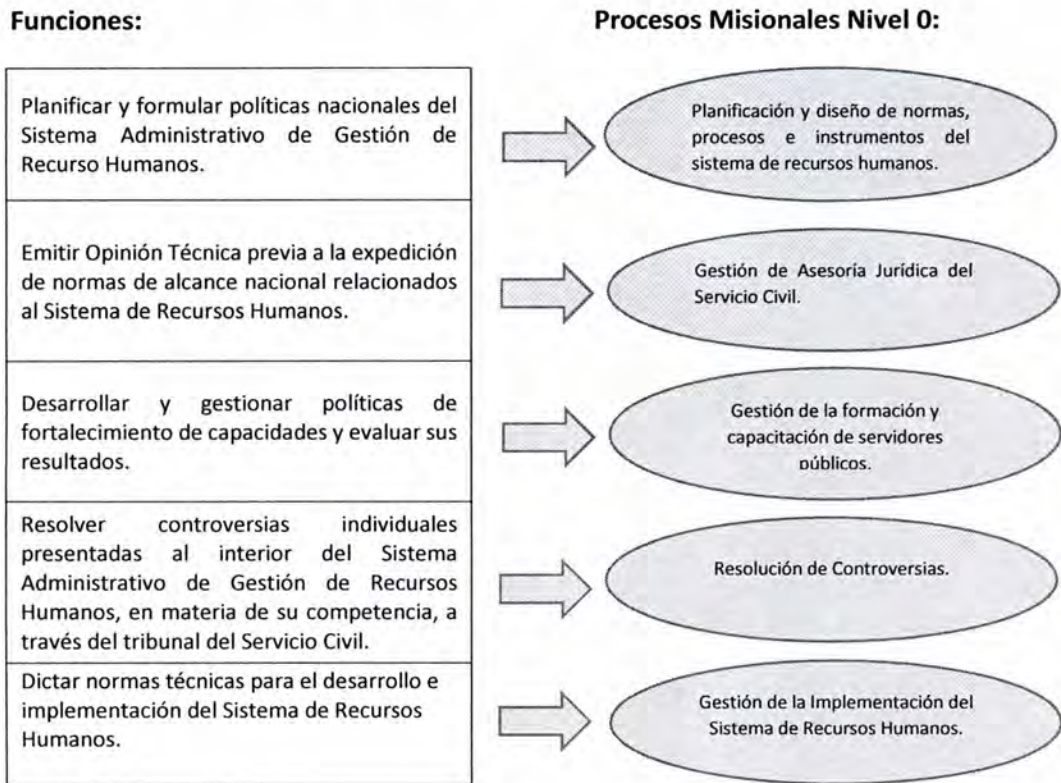 Funciones:
Procesos Misionales Nivel 0:
Planificar y formular políticas nacionales del
Sistema Administrativo de Gestión de
Recurso Humanos.
Planificación y diseño de normas,
procesos e instrumentos del
sistema de recursos humanos.
Emitir Opinión Técnica previa a la expedición
de normas de alcance nacional relacionados
al Sistema de Recursos Humanos.
Gestión de Asesoría Jurídica del
Servicio Civil.
Desarrollar y gestionar políticas de
fortalecimiento de capacidades y evaluar sus
resultados.
Gestión de la formación y
capacitación de servidores
públicos.
Resolver controversias individuales
presentadas al interior del Sistema
Administrativo de Gestión de Recursos
Humanos, en materia de su competencia, a
través del tribunal del Servicio Civil.
Resolución de Controversias.
Dictar normas técnicas para el desarrollo e
implementación del Sistema de Recursos
Humanos.
Gestión de la Implementación del
Sistema de Recursos Humanos.